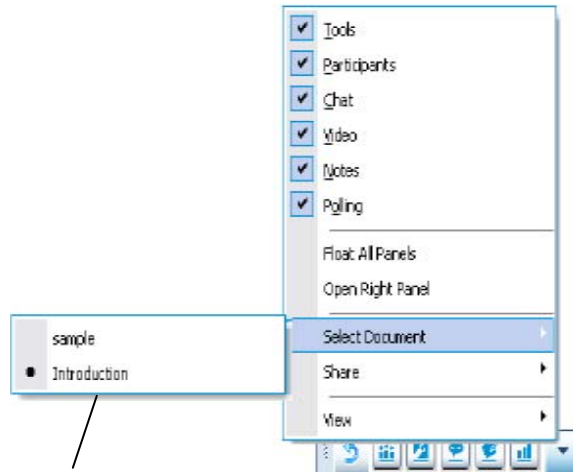 Tools
Participants
Chat
Video
Notes
Polling
Float All Panels
Open Right Panel
Select Document
sample
Introduction
Share
View